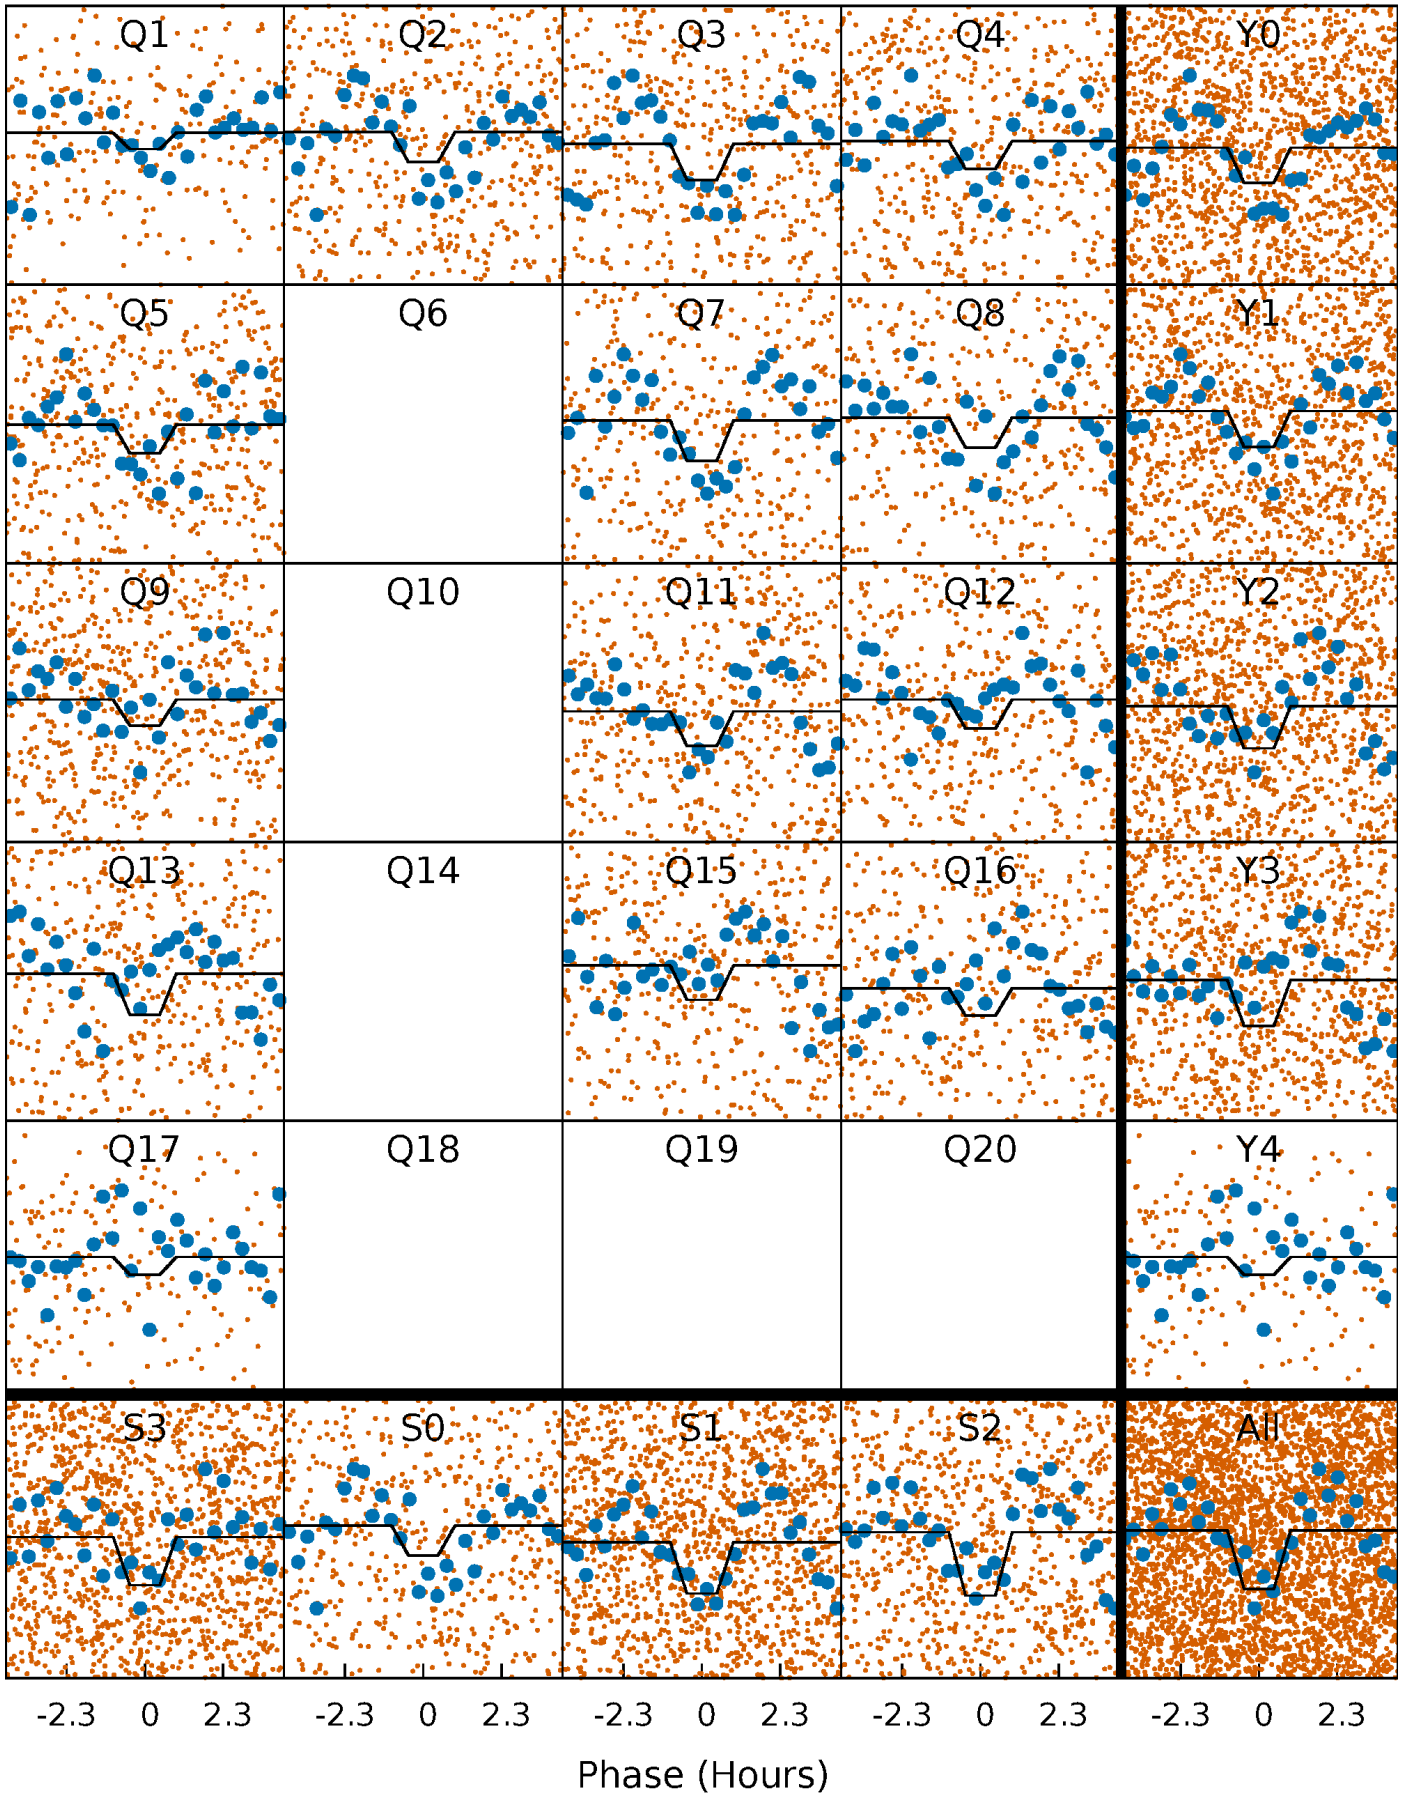 Q1 Q2 Q3 Q4 Y0
Q5 Q6 Q7 Q8 Y1
Q9 Q10 Q11 Q12 Y2
Q13 Q14 Q15 Q16 Y3
Q17 Q18 Q19 Q20 Y4
S3 S0 S1 S2 All
-2.3 0 2.3 -2.3 0 2.3 -2.3 0 2.3 -2.3 0 2.3 -2.3 0 2.3
Phase (Hours)